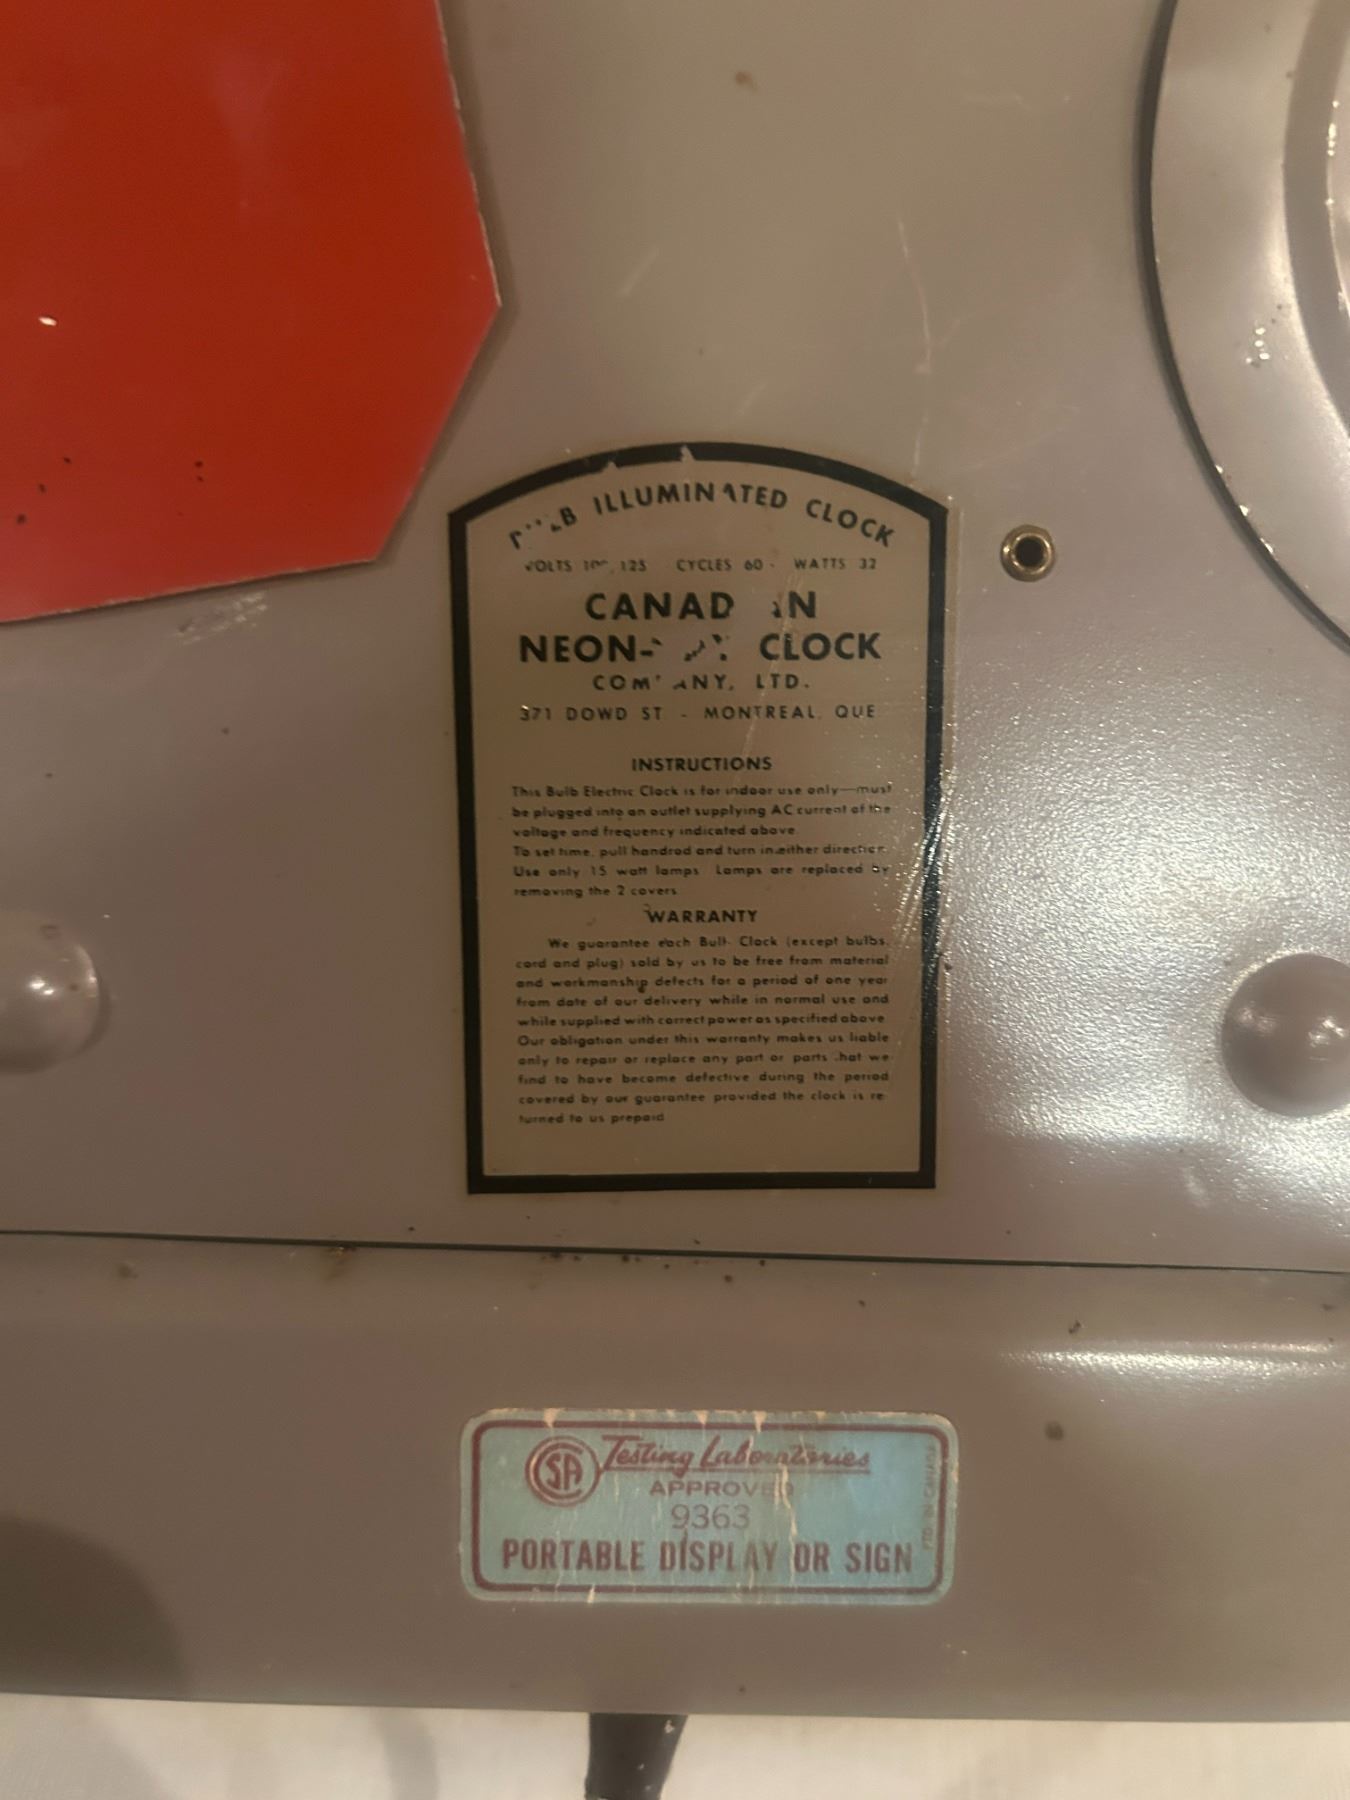 ILLUMINATED CLOCK
VOLTS 125 CYCLES 60 - WATTS 32
CANADIAN
NEON- CLOCK
COMPANY, LTD.
371 DOWD ST - MONTREAL, QUE
INSTRUCTIONS
This Bulb Electric Clock is for indoor use only—must
be plugged into an outlet supplying AC current of the
voltage and frequency indicated above.
To set time, pull handrod and turn in either direction.
Use only 15 watt lamps. Lamps are replaced by
removing the 2 covers.
WARRANTY
We guarantee each Bulb Clock (except bulbs,
cord and plug) sold by us to be free from material
and workmanship defects for a period of one year
from date of our delivery while in normal use and
while supplied with correct power as specified above.
Our obligation under this warranty makes us liable
only to repair or replace any part or parts that we
find to have become defective during the period
covered by our guarantee provided the clock is re-
turned to us prepaid.
CSA Testing Laboratories
APPROVED
9363
PORTABLE DISPLAY OR SIGN
PTD. IN CANADA